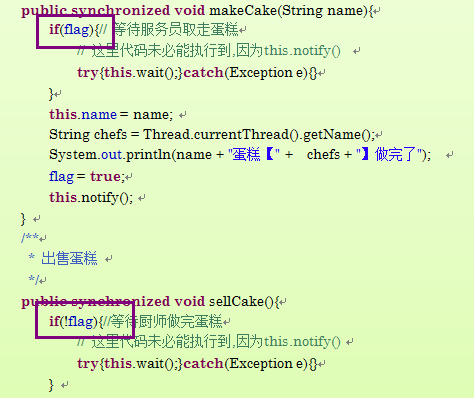 public synchronized void makeCake(String name){
if(flag){// 等待服务员取走蛋糕
// 这里代码未必能执行到,因为this.notify()
try{this.wait();}catch(Exception e){}
}
this.name = name;
String chefs = Thread.currentThread().getName();
System.out.println(name + "蛋糕【" + chefs + "】做完了");
flag = true;
this.notify();
}
/**
* 出售蛋糕
*/
public synchronized void sellCake(){
if(!flag){//等待厨师做完蛋糕
// 这里代码未必能执行到,因为this.notify()
try{this.wait();}catch(Exception e){}
}